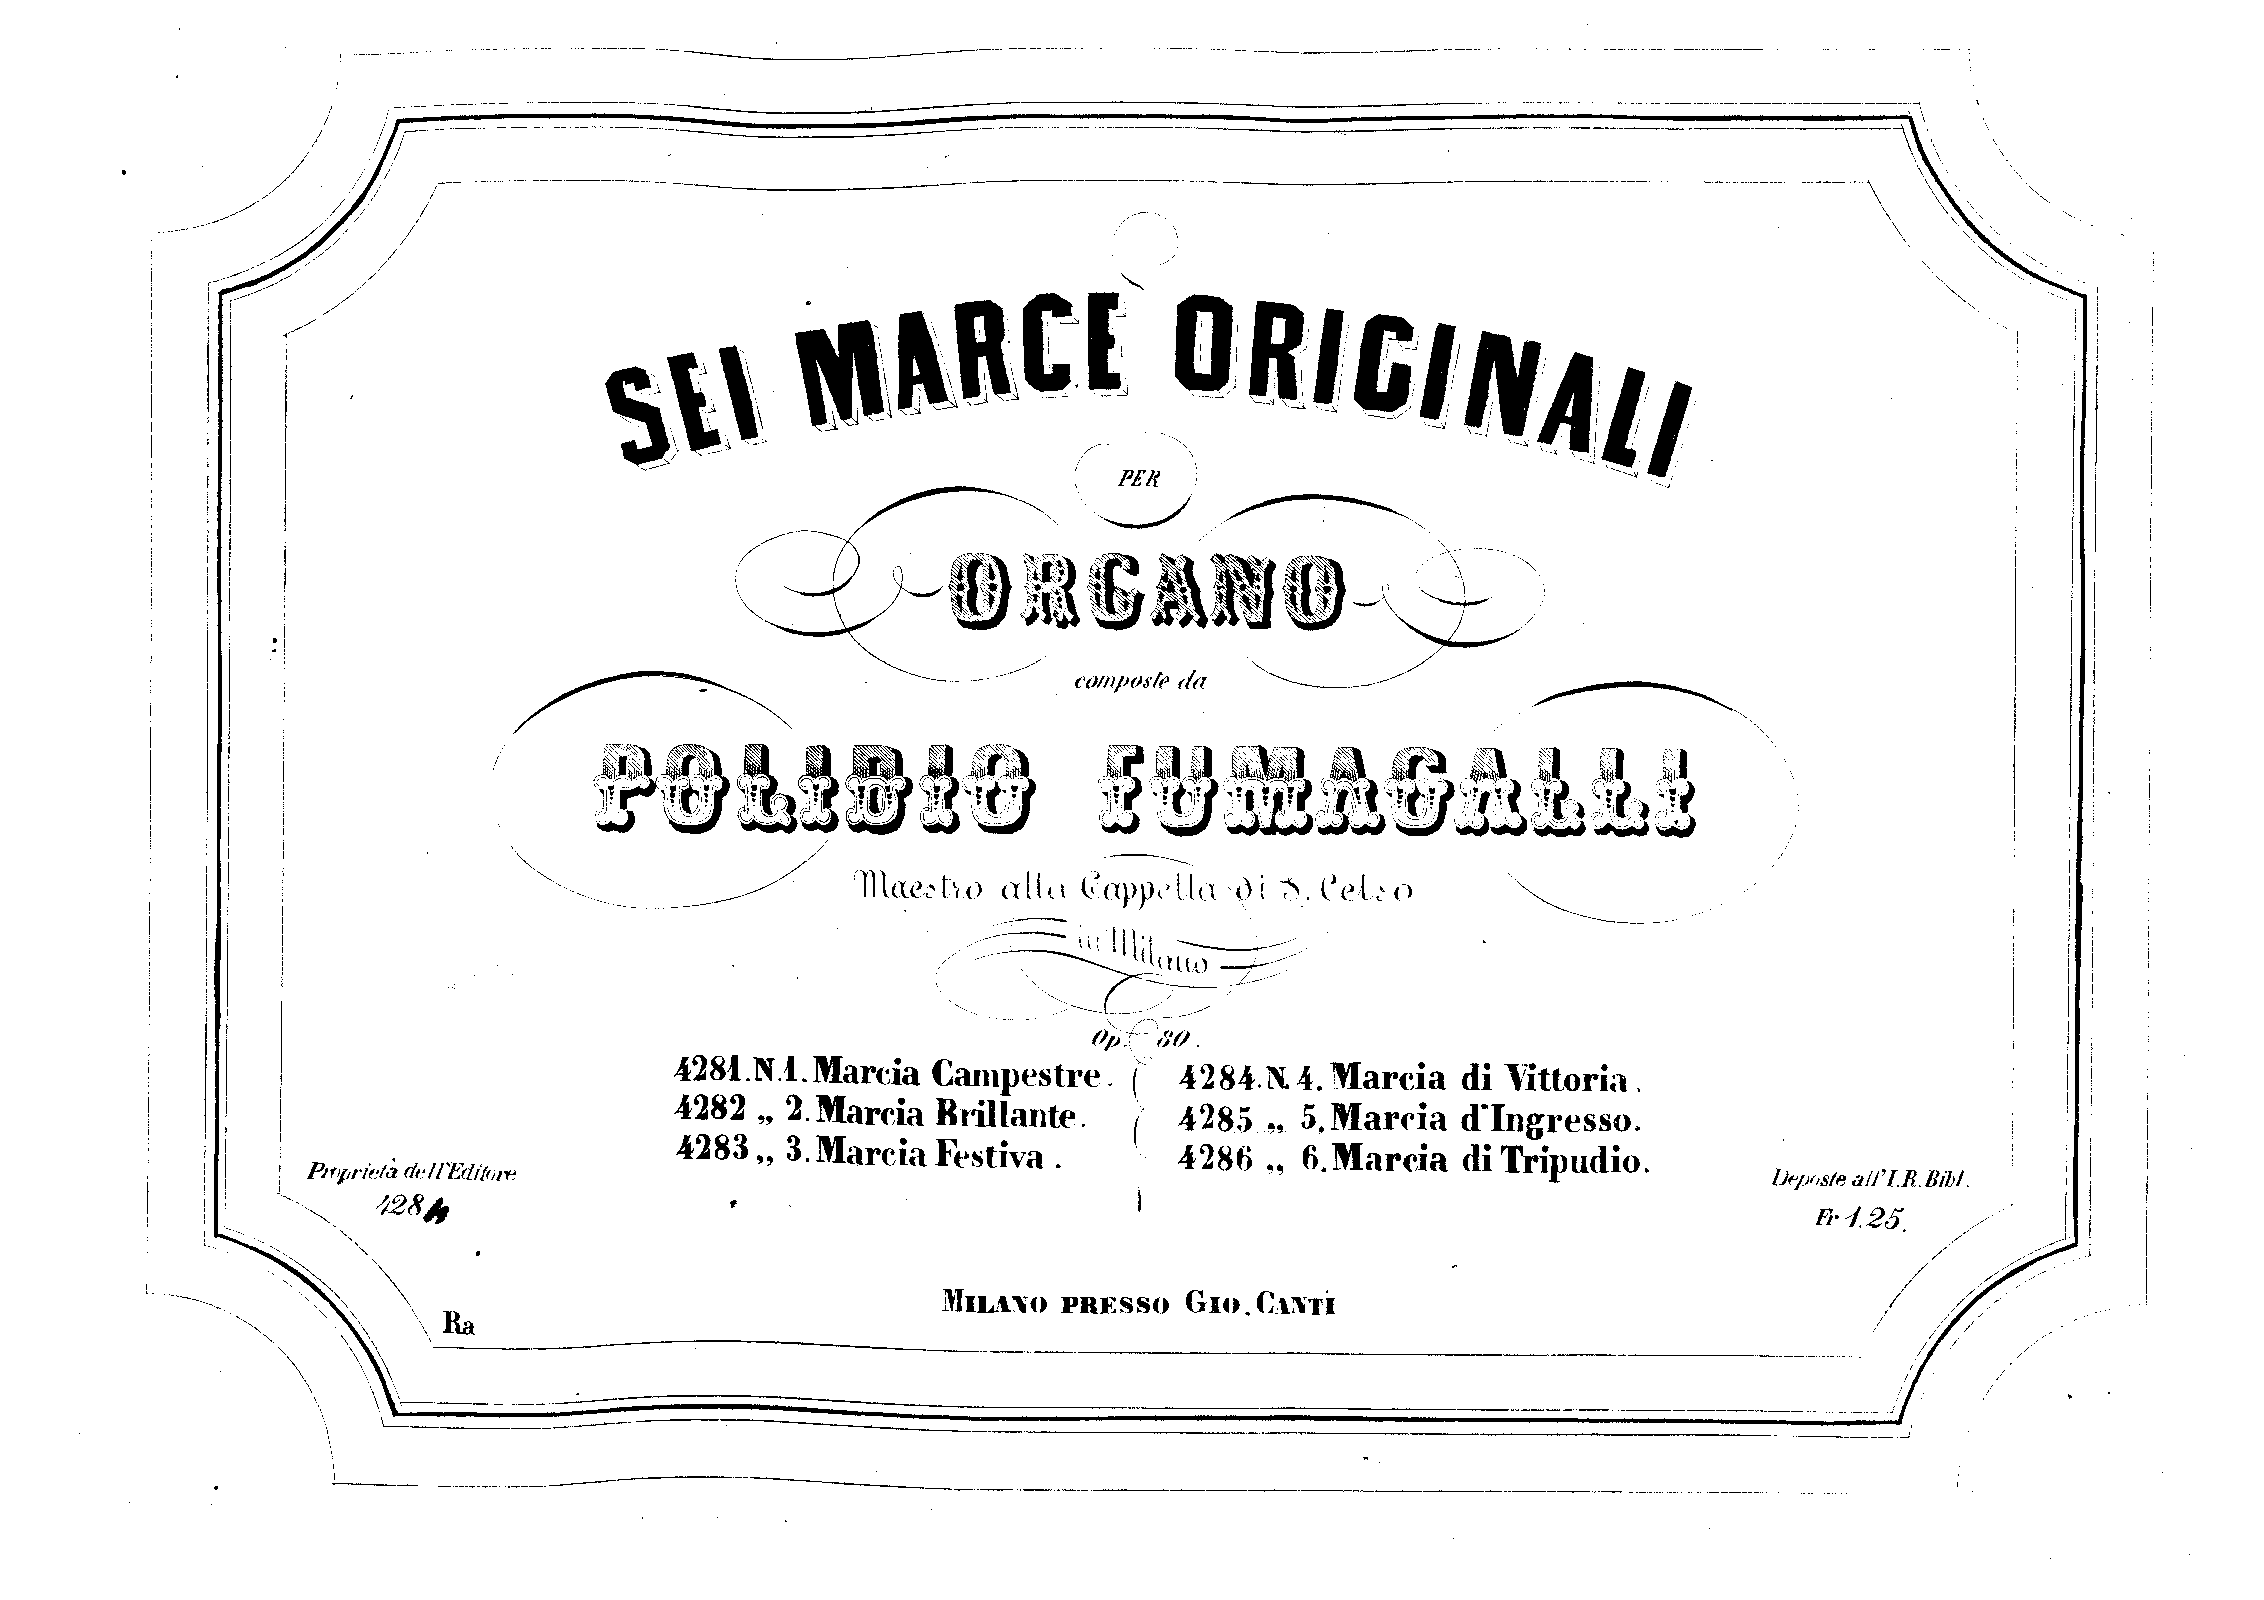 SEI MARCE ORIGINALI
PER
ORGANO
composte da
POLIBIO FUMAGALLI
Maestro alla Cappella di S. Celso
in Milano
Op. 80.
4281. N. 1. Marcia Campestre.
4282 „ 2. Marcia Brillante.
4283 „ 3. Marcia Festiva.
4284. N. 4. Marcia di Vittoria.
4285 „ 5. Marcia d'Ingresso.
4286 „ 6. Marcia di Tripudio.
Proprietà dell'Editore
4284
Deposte all'I.R. Bibl.
Fr 1.25.
MILANO PRESSO GIO. CANTI
Ra